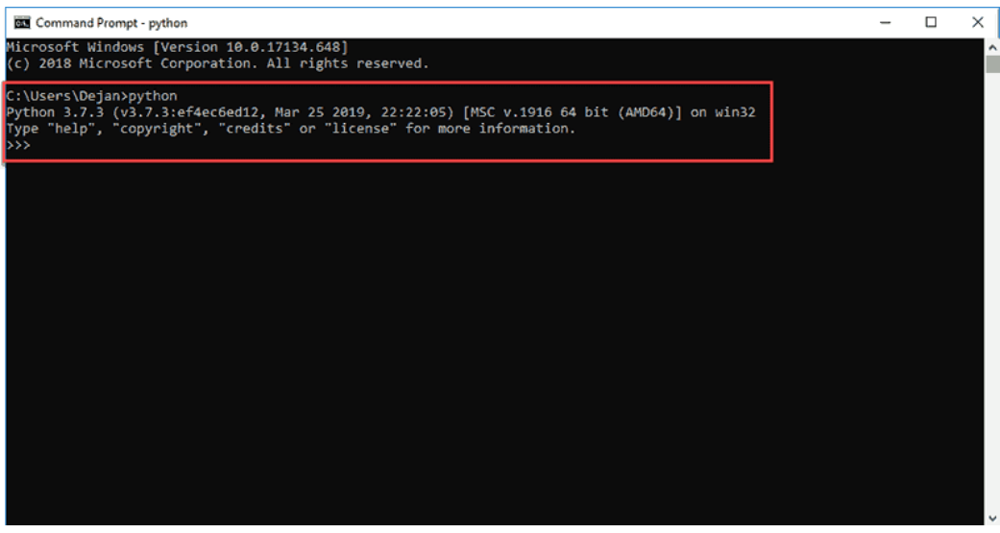 Command Prompt - python
Microsoft Windows [Version 10.0.17134.648]
(c) 2018 Microsoft Corporation. All rights reserved.
C:\Users\Dejan>python
Python 3.7.3 (v3.7.3:ef4ec6ed12, Mar 25 2019, 22:22:05) [MSC v.1916 64 bit (AMD64)] on win32
Type "help", "copyright", "credits" or "license" for more information.
>>>